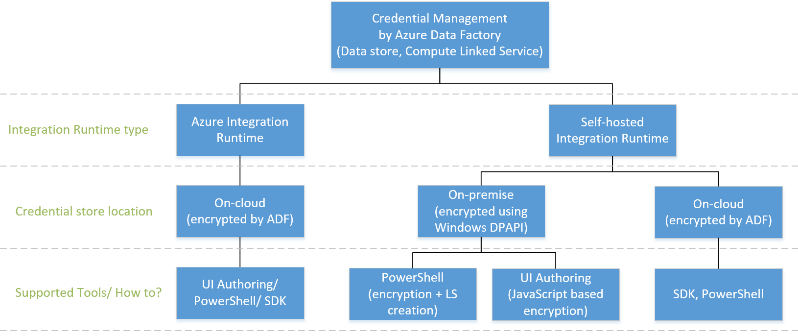 Credential Management
by Azure Data Factory
(Data store, Compute Linked Service)
Integration Runtime type
Azure Integration
Runtime
Self-hosted
Integration Runtime
Credential store location
On-cloud
(encrypted by ADF)
On-premise
(encrypted using
Windows DPAPI)
On-cloud
(encrypted by ADF)
Supported Tools/ How to?
UI Authoring/
PowerShell/ SDK
PowerShell
(encryption + LS
creation)
UI Authoring
(JavaScript based
encryption)
SDK, PowerShell